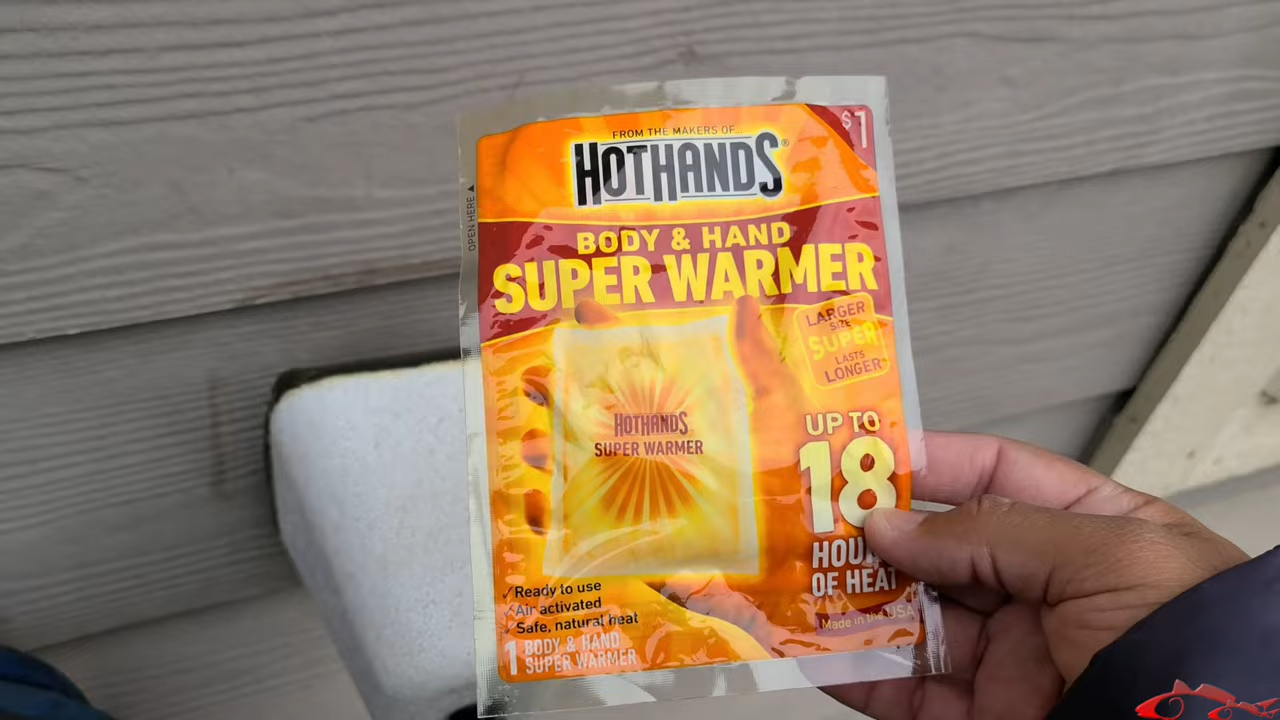 FROM THE MAKERS OF...
HOTHANDS®
$1
OPEN HERE ▲
BODY & HAND
SUPER WARMER
LARGER
SIZE
SUPER
LASTS
LONGER
HOTHANDS
SUPER WARMER
UP TO
18
HOURS
OF HEAT
✓Ready to use
✓Air activated
✓Safe, natural heat
Made in the USA
1 BODY & HAND
SUPER WARMER